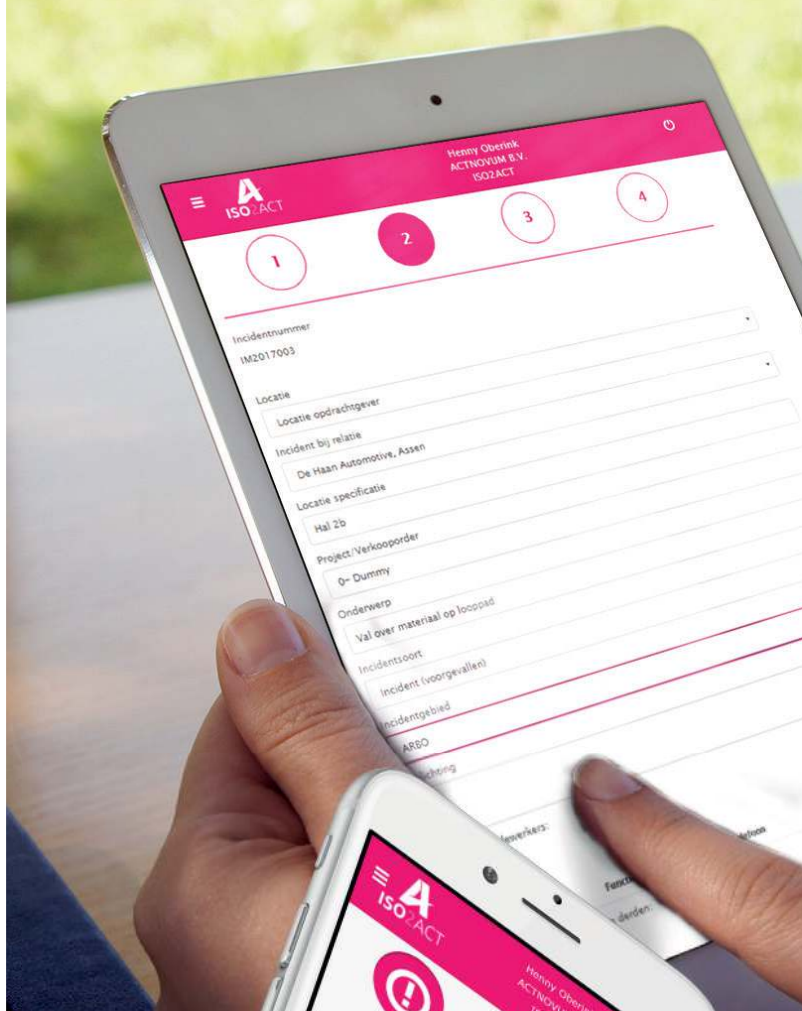 Henny Oberink
ACTNOVUM B.V.
ISO2ACT
A
ISO2ACT
1
2
3
4
Incidentnummer
IM2017003
Locatie
Locatie opdrachtgever
Incident bij relatie
De Haan Automotive, Assen
Locatie specificatie
Hal 2b
Project/Verkooporder
0- Dummy
Onderwerp
Val over materiaal op looppad
Incidentsoort
Incident (voorgevallen)
Incidentgebied
ARBO
derden:
A
ISO2ACT
Henny